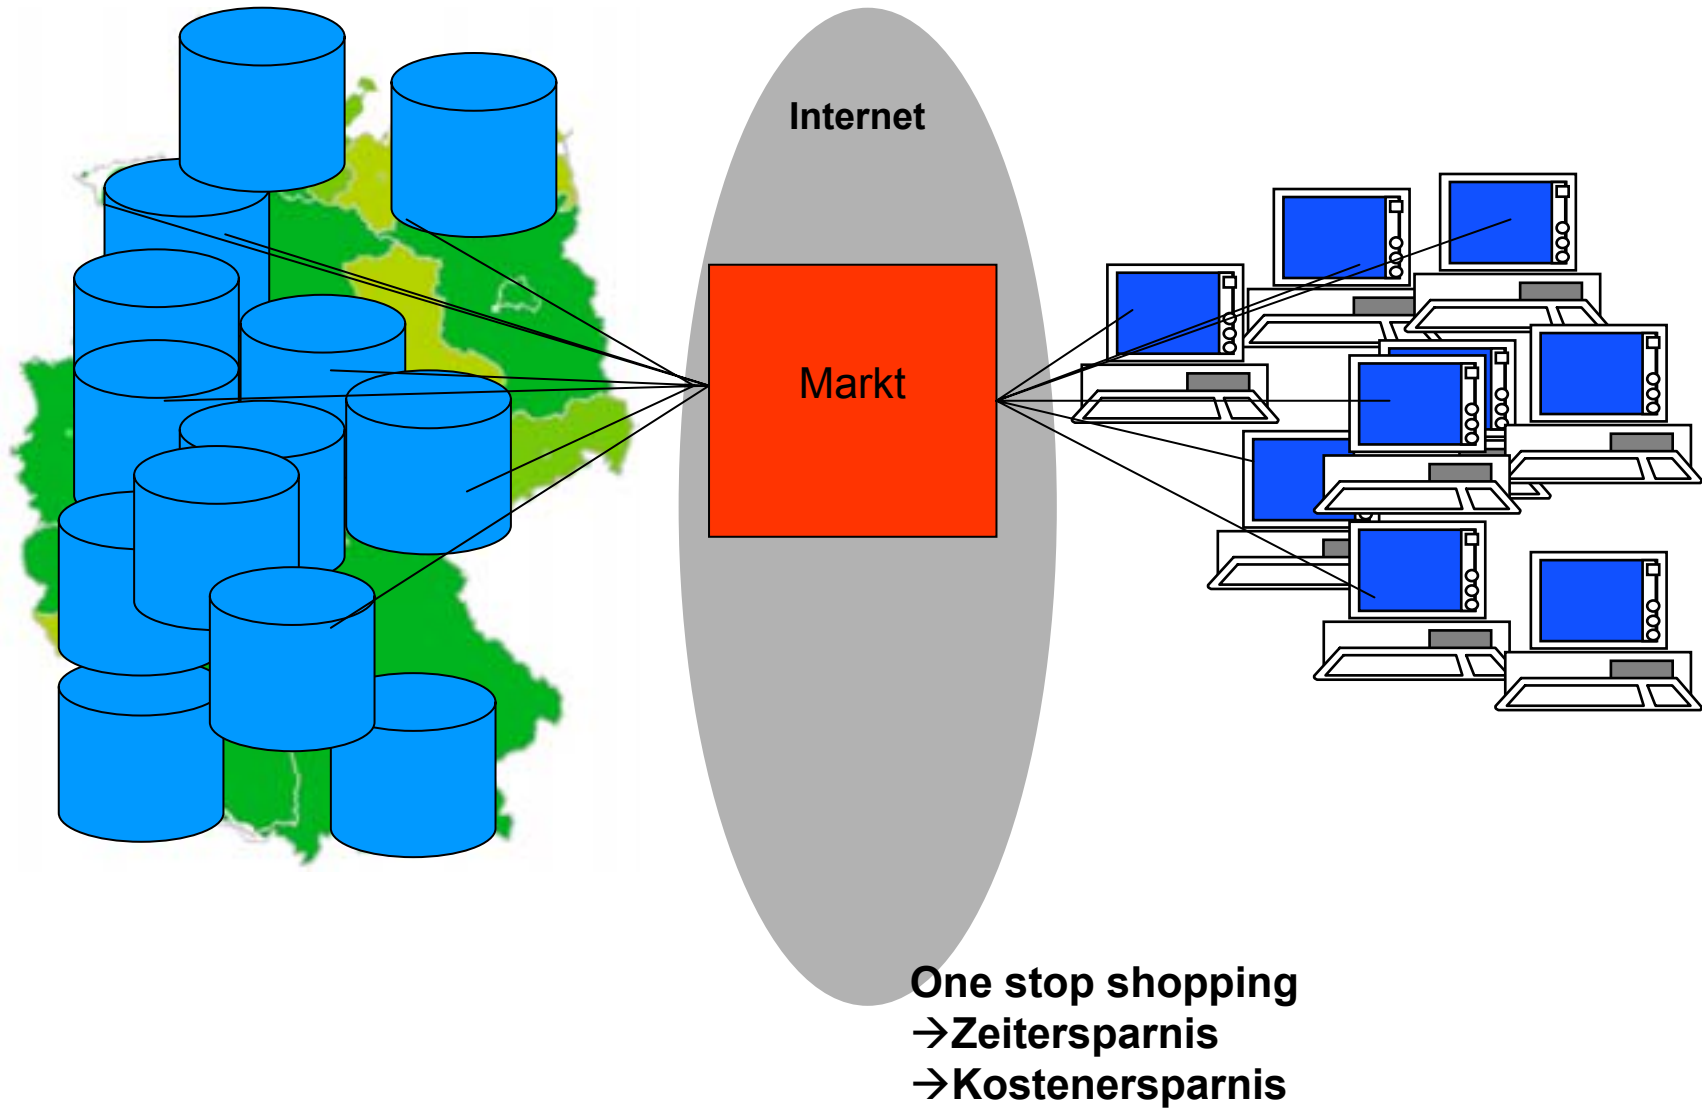 Internet
Markt
One stop shopping
→Zeitersparnis
→Kostenersparnis